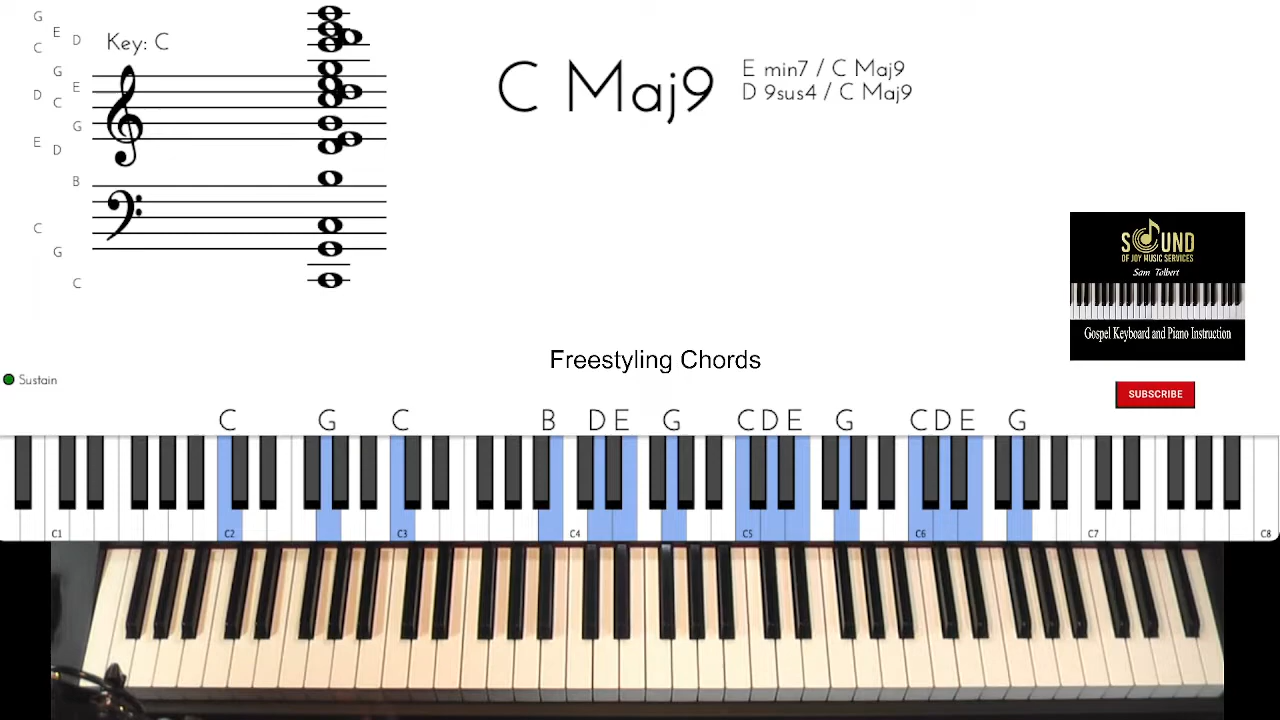 G
E
D
C
Key: C
G
E
D
C
G
E
D
B
C
G
C
C Maj9
E min7 / C Maj9
D 9sus4 / C Maj9
SOUND
OF JOY MUSIC SERVICES
Sam Tolbert
Gospel Keyboard and Piano Instruction
Freestyling Chords
Sustain
SUBSCRIBE
C G C B D E G C D E G C D E G
C1 C2 C3 C4 C5 C6 C7 C8